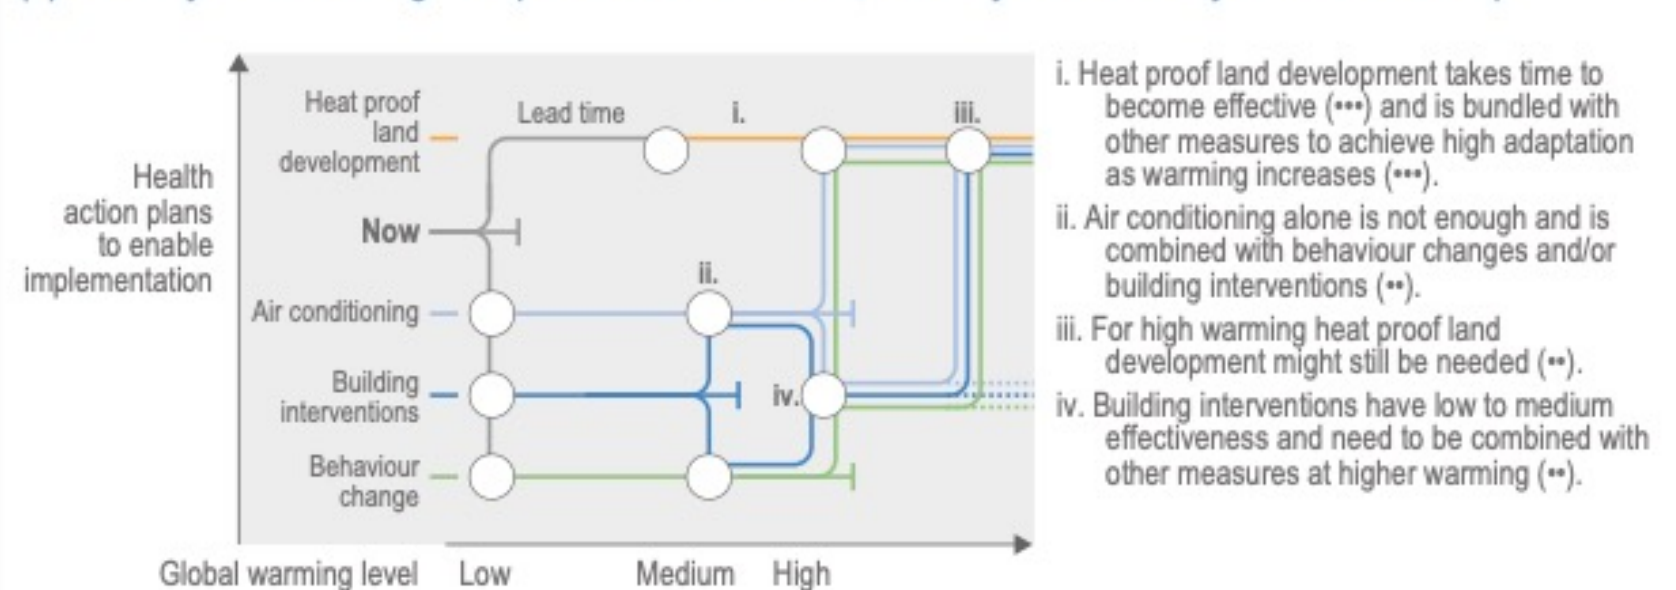 Heat proof
land
development
Lead time
i.
iii.
Health
action plans
to enable
implementation
Now
ii.
Air conditioning
Building
interventions
iv.
Behaviour
change
Global warming level
Low
Medium
High
i. Heat proof land development takes time to
become effective (•••) and is bundled with
other measures to achieve high adaptation
as warming increases (•••).
ii. Air conditioning alone is not enough and is
combined with behaviour changes and/or
building interventions (••).
iii. For high warming heat proof land
development might still be needed (••).
iv. Building interventions have low to medium
effectiveness and need to be combined with
other measures at higher warming (••).